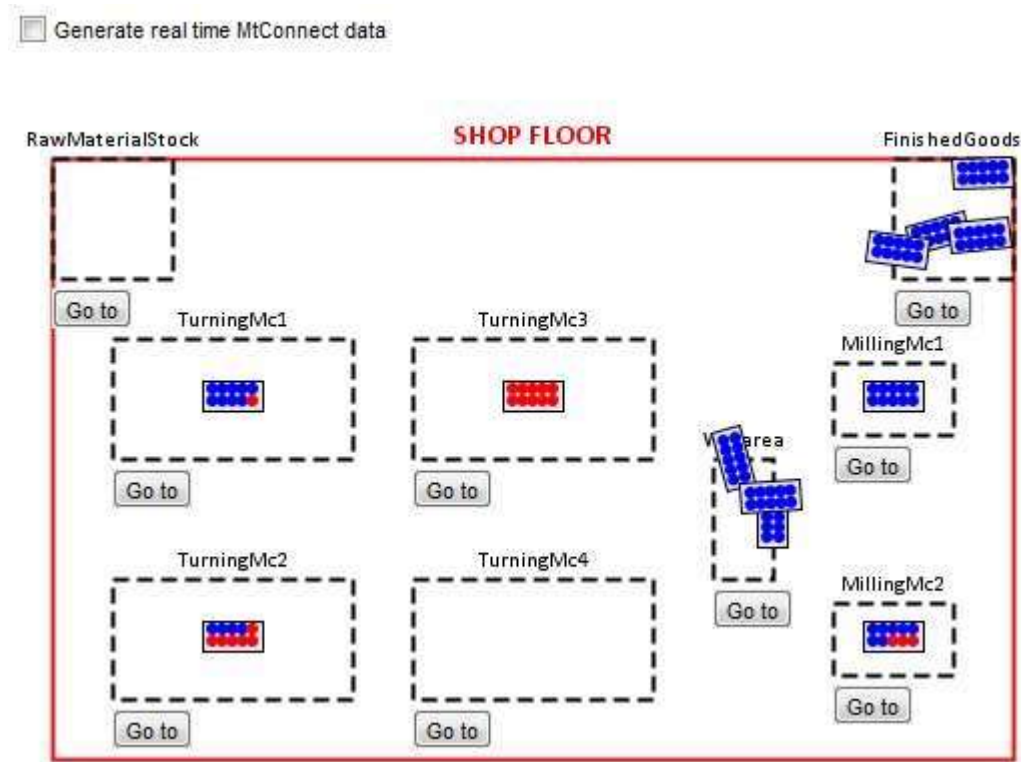 Generate real time MtConnect data
SHOP FLOOR
RawMaterialStock
FinishedGoods
Go to
Go to
TurningMc1
TurningMc3
MillingMc1
area
Go to
Go to
Go to
TurningMc2
TurningMc4
MillingMc2
Go to
Go to
Go to
Go to